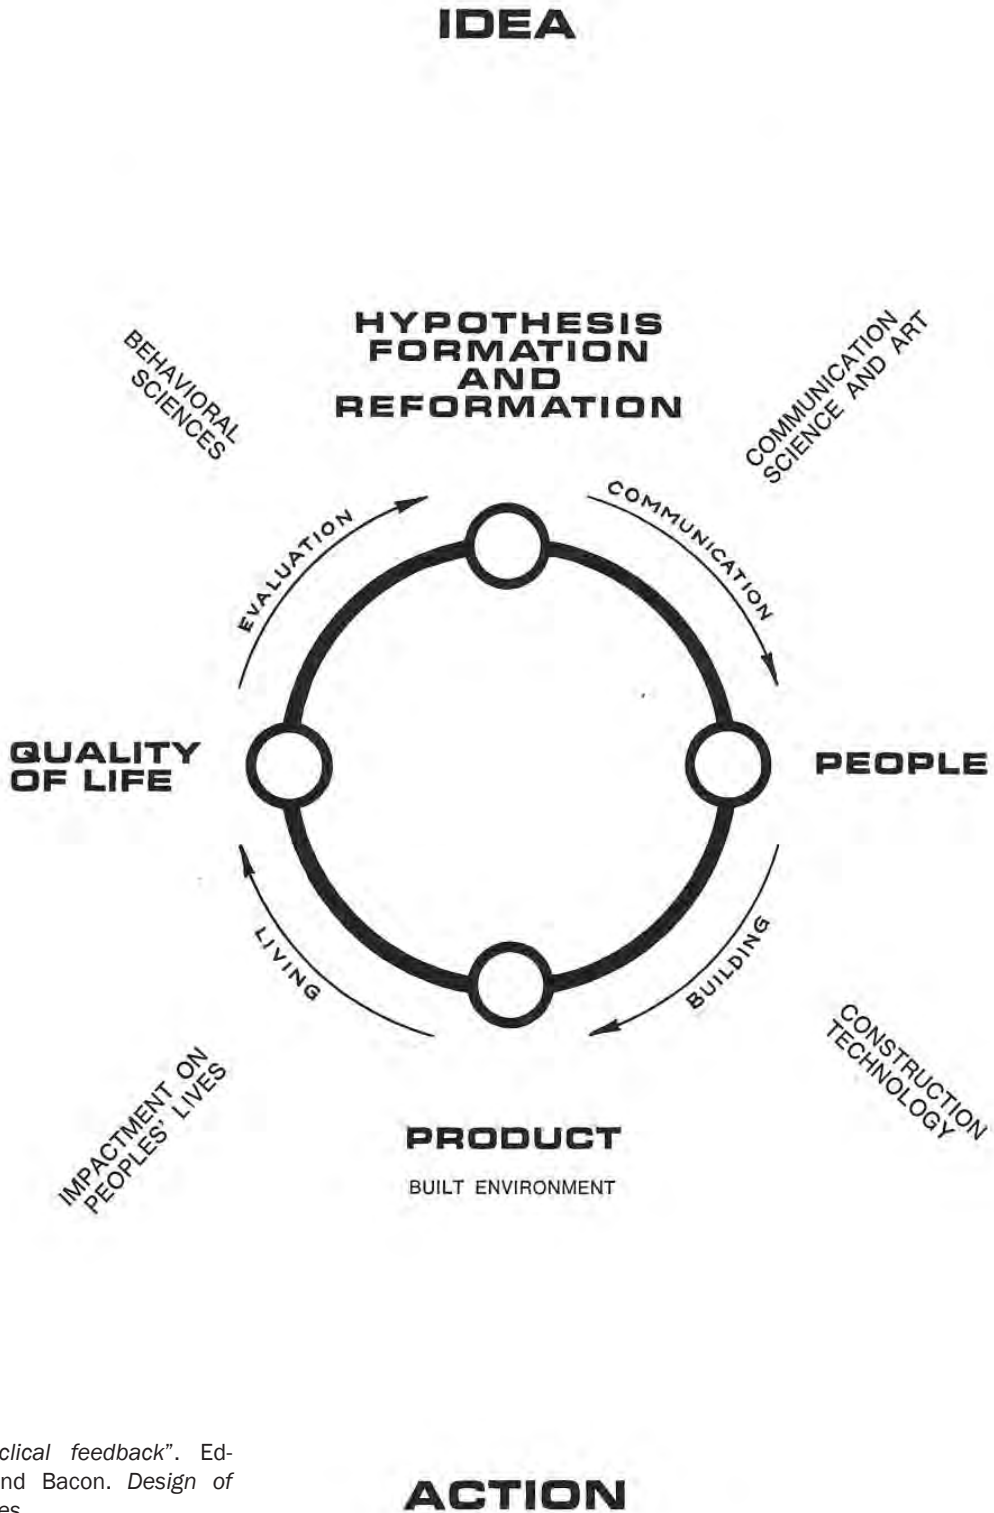 IDEA
HYPOTHESIS
FORMATION
AND
REFORMATION
BEHAVIORAL
SCIENCES
COMMUNICATION
SCIENCE AND ART
EVALUATION
COMMUNICATION
QUALITY
OF LIFE
PEOPLE
LIVING
BUILDING
IMPACTMENT ON
PEOPLES' LIVES
CONSTRUCTION
TECHNOLOGY
PRODUCT
BUILT ENVIRONMENT
clical feedback”. Ed-
nd Bacon. Design of
es
ACTION